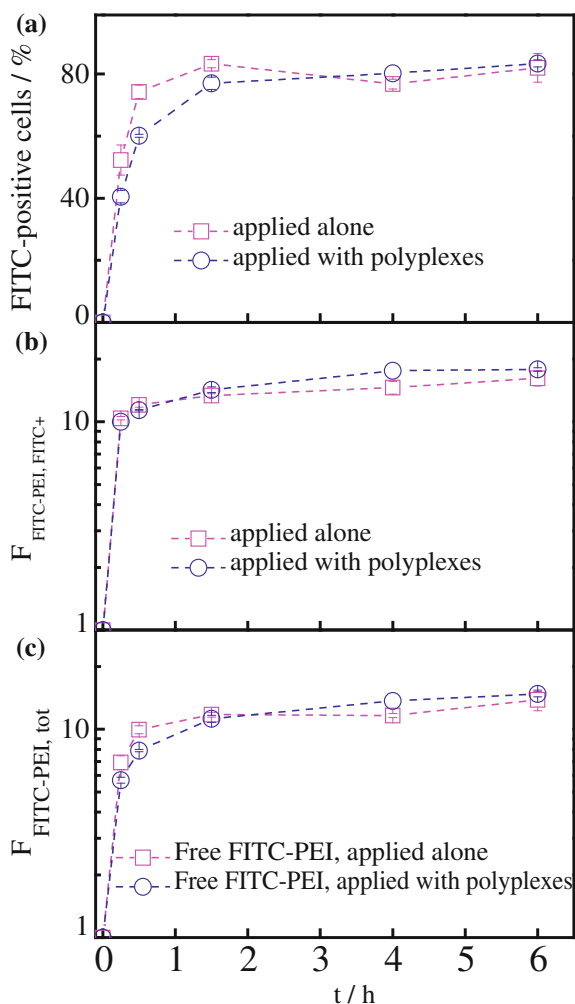 (a)
FITC-positive cells / %
80
40
0
applied alone
applied with polyplexes
(b)
F FITC-PEI, FITC+
10
1
applied alone
applied with polyplexes
(c)
F FITC-PEI, tot
10
1
Free FITC-PEI, applied alone
Free FITC-PEI, applied with polyplexes
0 1 2 3 4 5 6
t / h